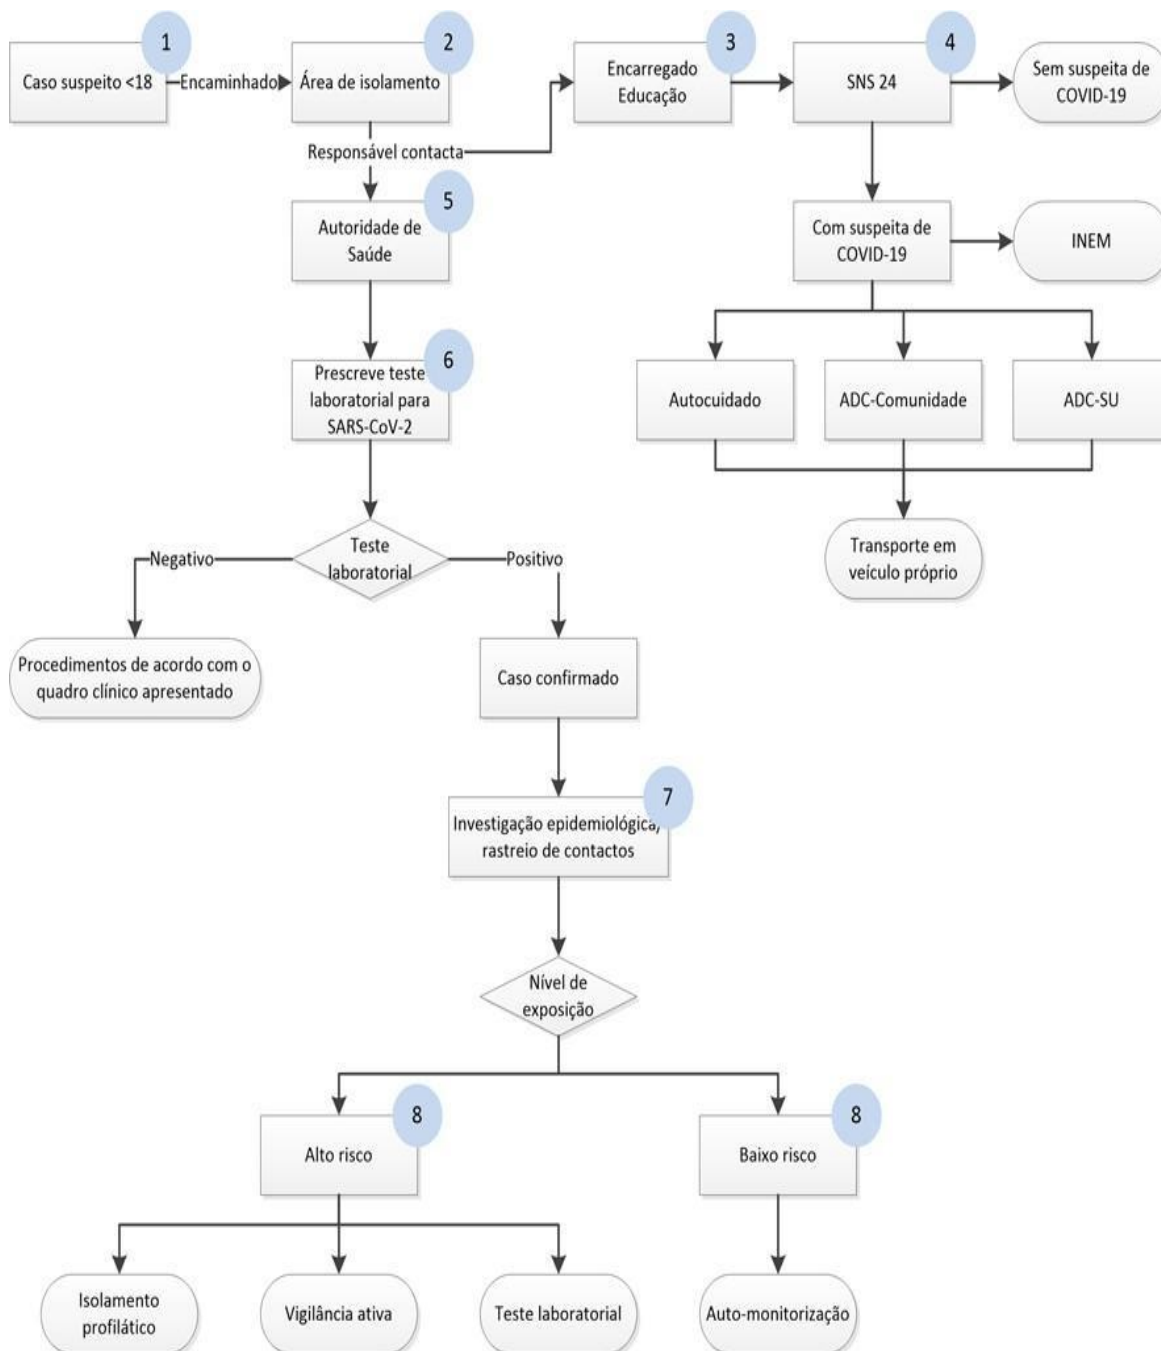 1
Caso suspeito <18
Encaminhado
2
Área de isolamento
3
Encarregado
Educação
4
SNS 24
Sem suspeita de
COVID-19
Responsável contacta
5
Autoridade de
Saúde
Com suspeita de
COVID-19
INEM
6
Prescreve teste
laboratorial para
SARS-CoV-2
Autocuidado
ADC-Comunidade
ADC-SU
Transporte em
veículo próprio
Teste
laboratorial
Negativo
Positivo
Procedimentos de acordo com o
quadro clínico apresentado
Caso confirmado
7
Investigação epidemiológica/
rastreio de contactos
Nível de
exposição
8
Alto risco
8
Baixo risco
Isolamento
profilático
Vigilância ativa
Teste laboratorial
Auto-monitorização